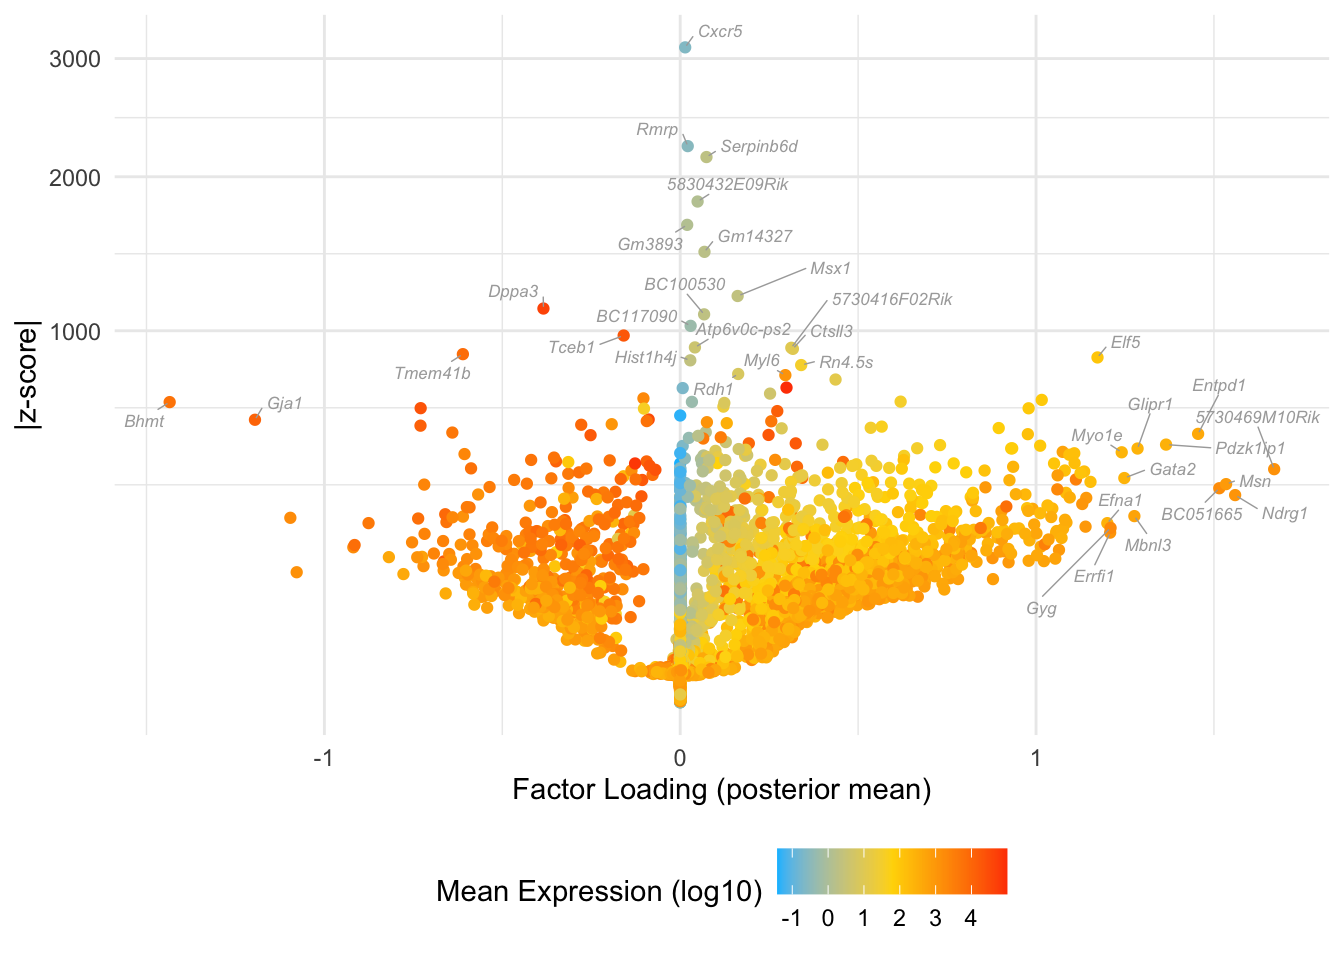 Cxcr5
3000
Rmrp
Serpinb6d
2000
5830432E09Rik
Gm3893
Gm14327
Msx1
BC100530
Dppa3
5730416F02Rik
BC117090
1000
Atp6v0c-ps2
Ctsll3
Tceb1
Elf5
Hist1h4j
Myl6
Rn4.5s
Tmem41b
Rdh1
Entpd1
Gja1
Glipr1
Bhmt
5730469M10Rik
Myo1e
Pdzk1ip1
Gata2
Msn
Efna1
BC051665
Ndrg1
Mbnl3
Errfi1
Gyg
|z-score|
-1 0 1
Factor Loading (posterior mean)
Mean Expression (log10)
-1 0 1 2 3 4